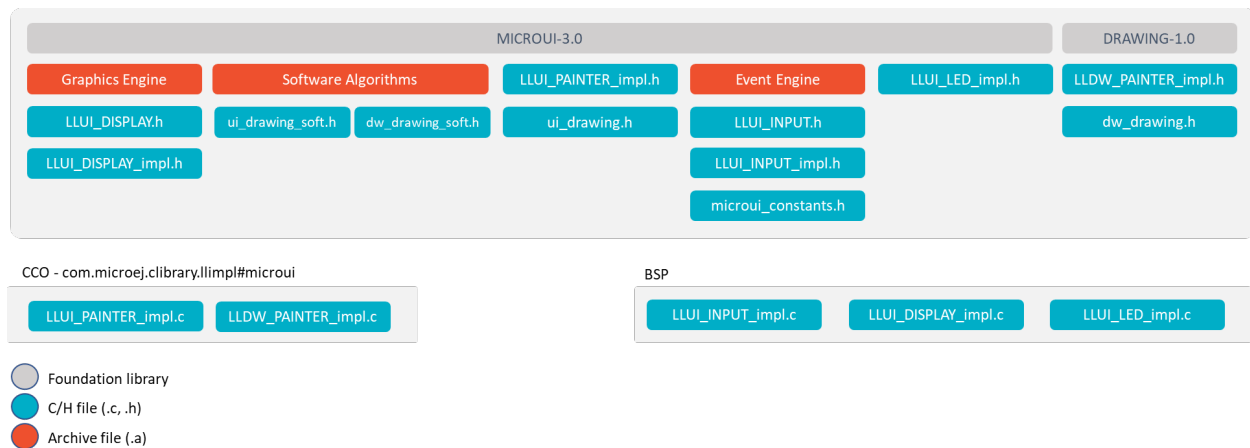 MICROUI-3.0 DRAWING-1.0
Graphics Engine Software Algorithms LLUI_PAINTER_impl.h Event Engine LLUI_LED_impl.h LLDW_PAINTER_impl.h
LLUI_DISPLAY.h ui_drawing_soft.h dw_drawing_soft.h ui_drawing.h LLUI_INPUT.h dw_drawing.h
LLUI_DISPLAY_impl.h LLUI_INPUT_impl.h
microui_constants.h
CCO - com.microej.clibrary.llimpl#microui BSP
LLUI_PAINTER_impl.c LLDW_PAINTER_impl.c LLUI_INPUT_impl.c LLUI_DISPLAY_impl.c LLUI_LED_impl.c
Foundation library
C/H file (.c, .h)
Archive file (.a)